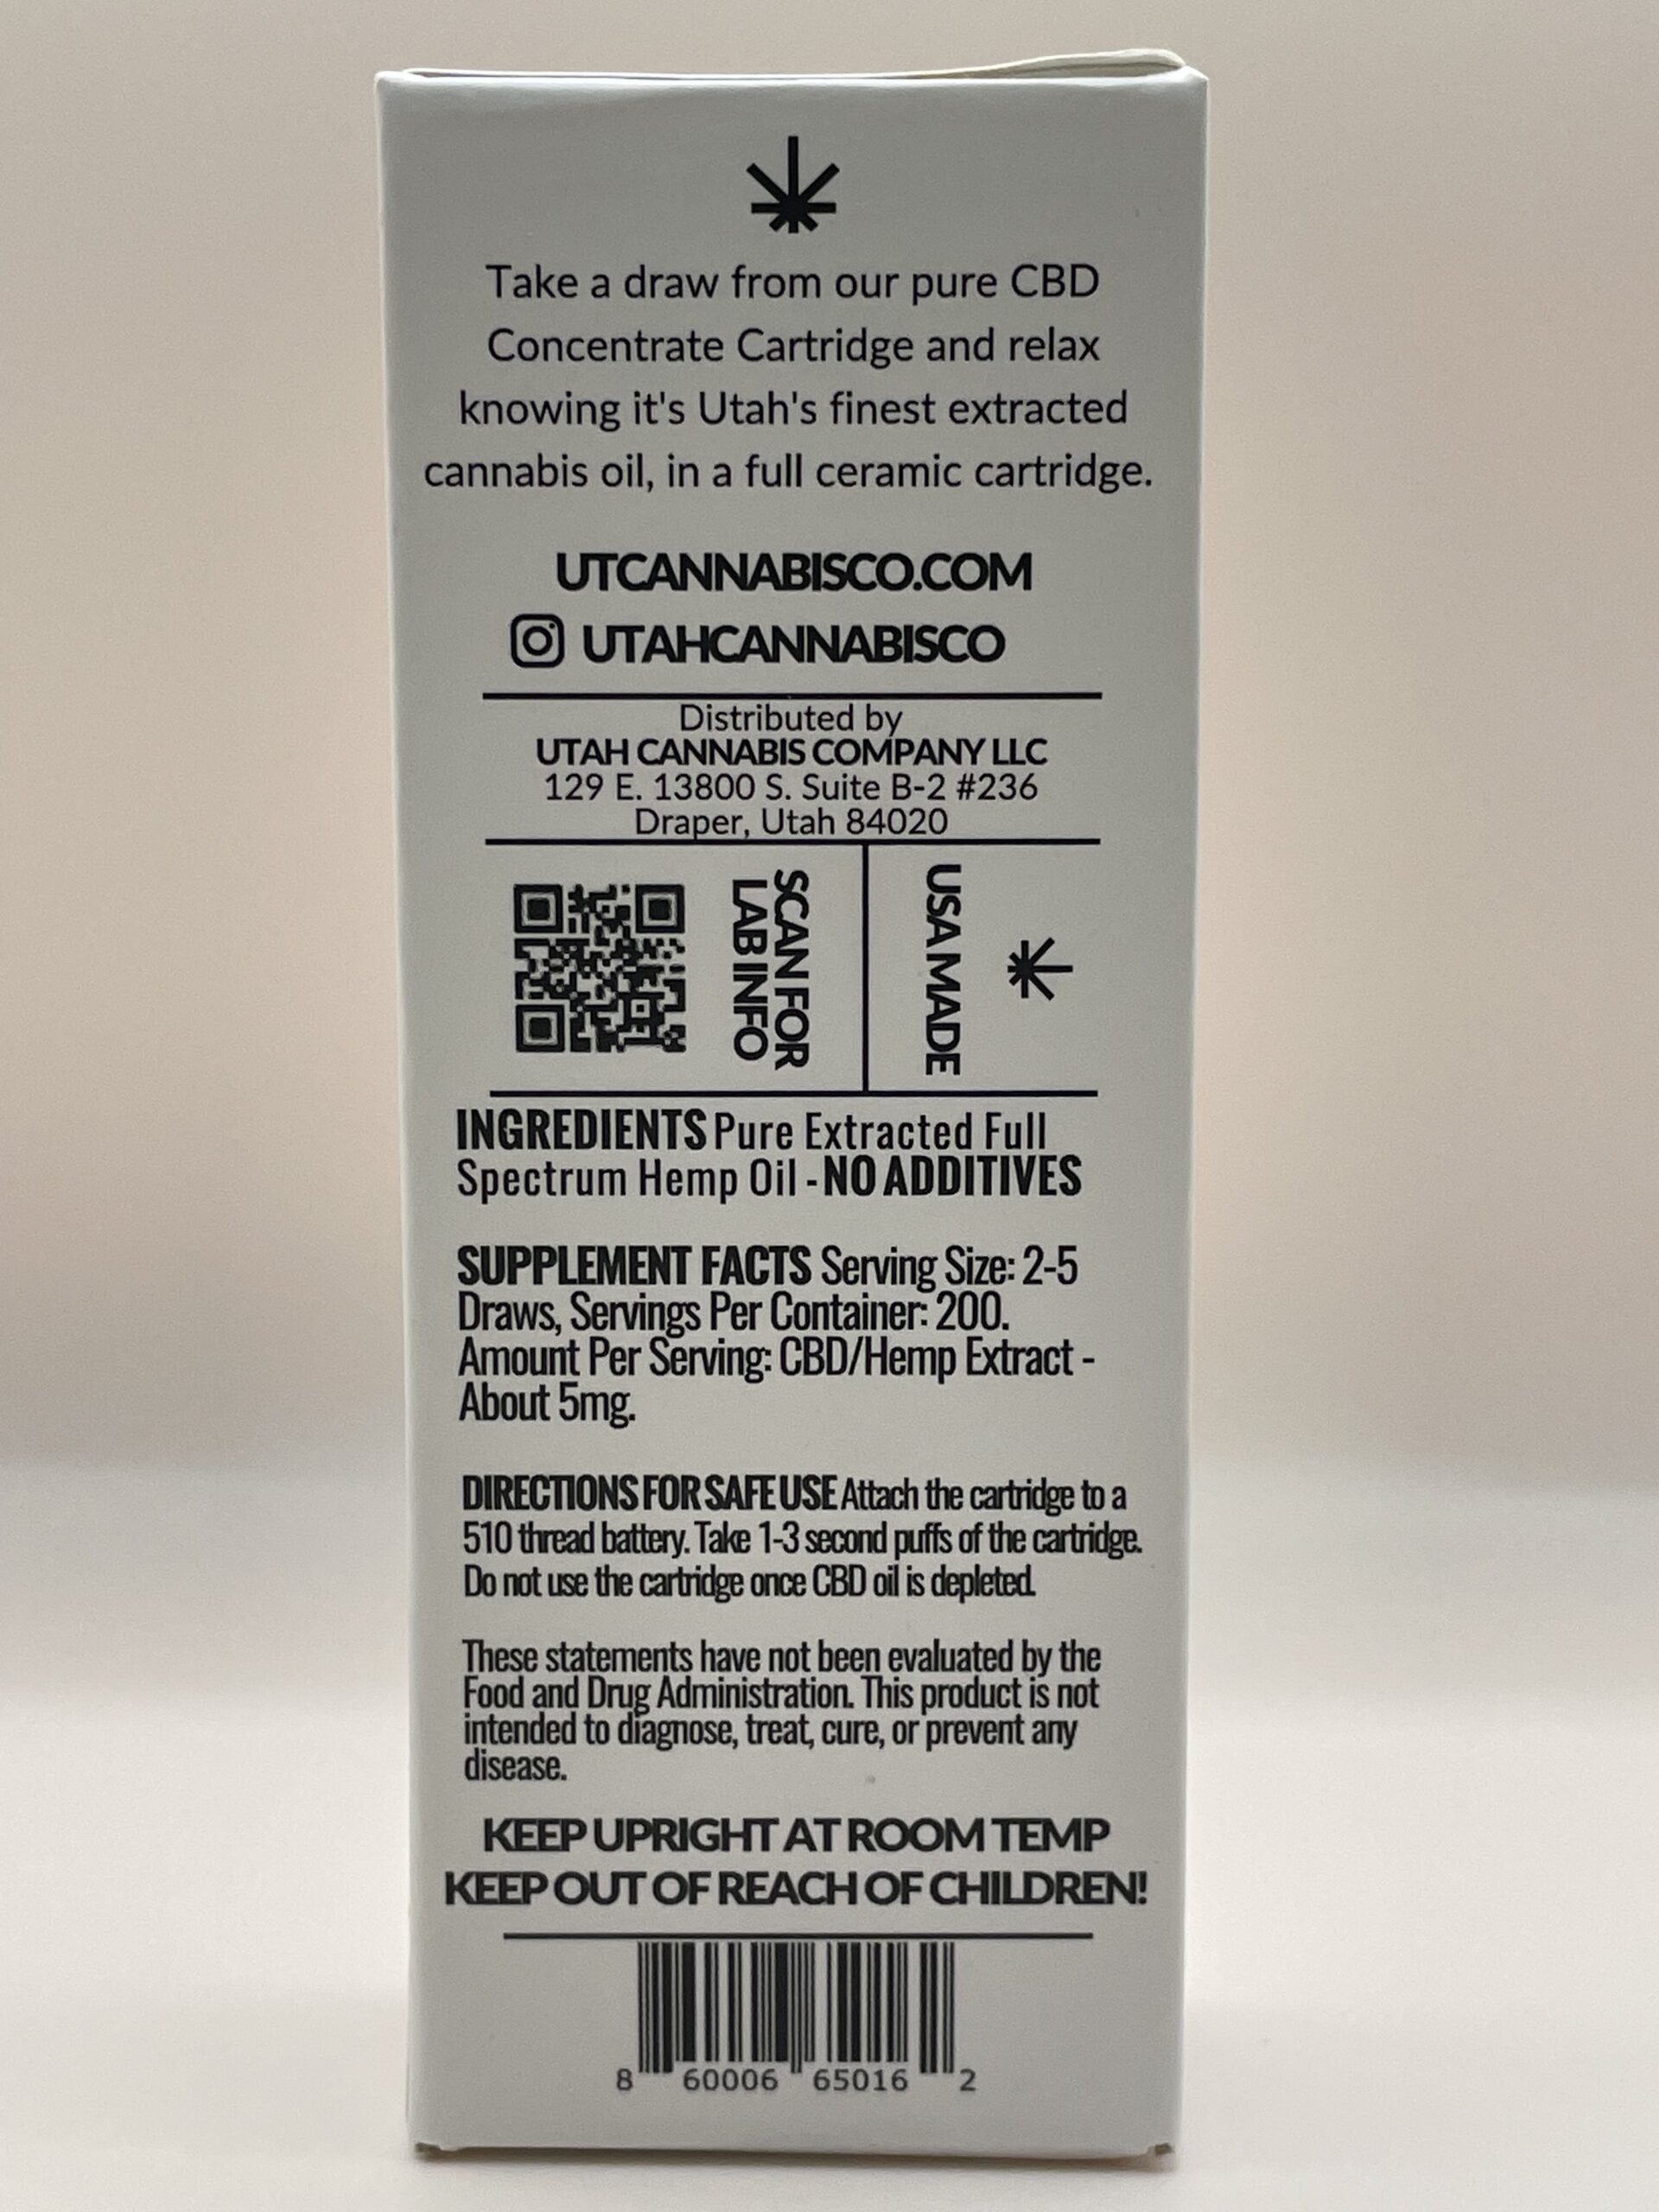 Take a draw from our pure CBD
Concentrate Cartridge and relax
knowing it's Utah's finest extracted
cannabis oil, in a full ceramic cartridge.
UTCANNABISCO.COM
UTAHCANNABISCO
Distributed by
UTAH CANNABIS COMPANY LLC
129 E. 13800 S. Suite B-2 #236
Draper, Utah 84020
SCAN FOR
LAB INFO
USA MADE
INGREDIENTS Pure Extracted Full
Spectrum Hemp Oil - NO ADDITIVES
SUPPLEMENT FACTS Serving Size: 2-5
Draws, Servings Per Container: 200.
Amount Per Serving: CBD/Hemp Extract -
About 5mg.
DIRECTIONS FOR SAFE USE Attach the cartridge to a
510 thread battery. Take 1-3 second puffs of the cartridge.
Do not use the cartridge once CBD oil is depleted.
These statements have not been evaluated by the
Food and Drug Administration. This product is not
intended to diagnose, treat, cure, or prevent any
disease.
KEEP UPRIGHT AT ROOM TEMP
KEEP OUT OF REACH OF CHILDREN!
8 60006 65016 2